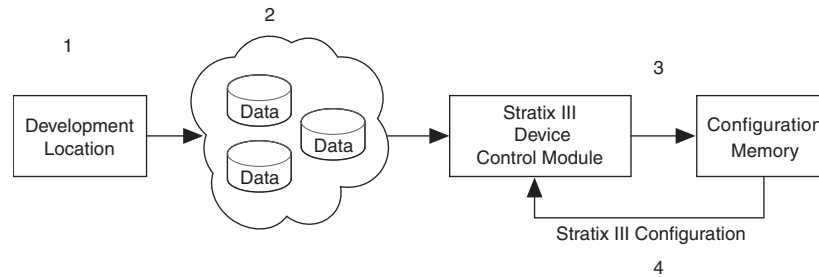 1
2
3
Development
Location
Data
Data
Data
Stratix III
Device
Control Module
Configuration
Memory
Stratix III Configuration
4